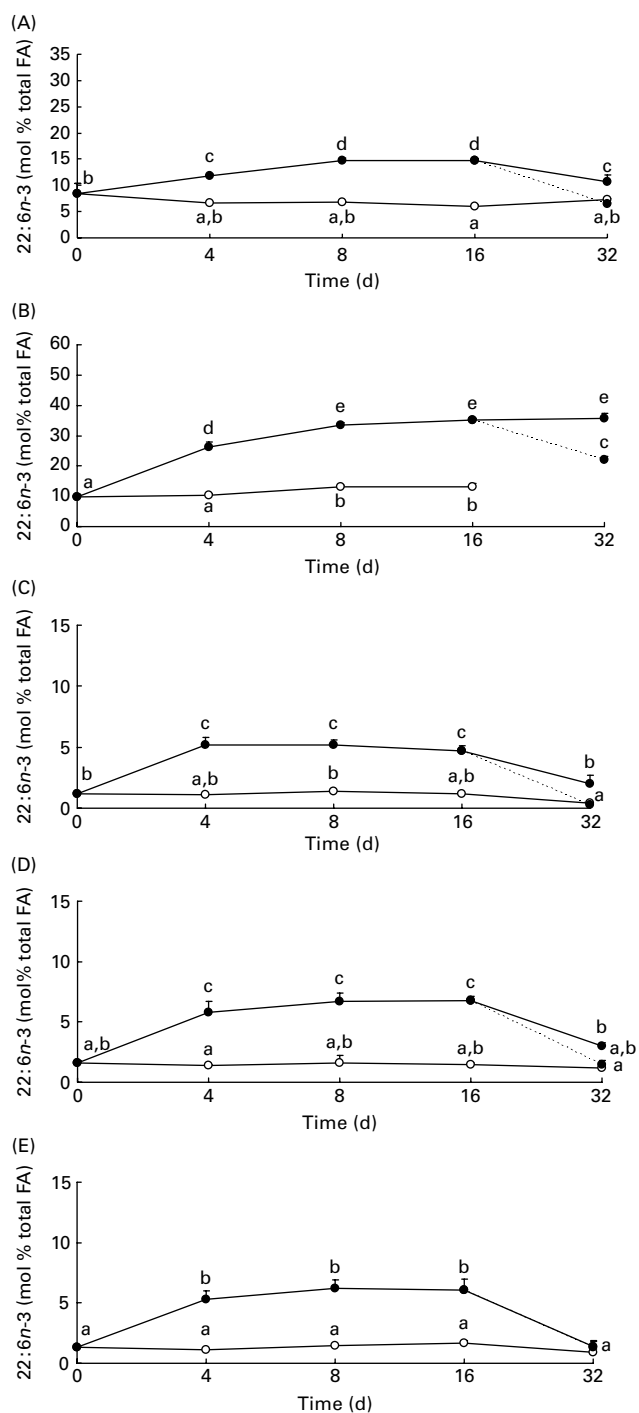 (A)
22:6n-3 (mol % total FA)
35
30
25
20
15
10
5
0
b
c
d
d
c
a,b
a,b
a
a,b
0 4 8 16 32
Time (d)
(B)
22:6n-3 (mol% total FA)
60
50
40
30
20
10
0
a
d
e
e
e
c
a
b
b
0 4 8 16 32
Time (d)
(C)
22:6n-3 (mol % total FA)
15
10
5
0
b
c
c
c
b
a,b
b
a,b
a
0 4 8 16 32
Time (d)
(D)
22:6n-3 (mol% total FA)
15
10
5
0
a,b
c
c
c
b
a,b
a
a,b
a,b
a
0 4 8 16 32
Time (d)
(E)
22:6n-3 (mol % total FA)
15
10
5
0
a
b
b
b
a
a
a
a
0 4 8 16 32
Time (d)